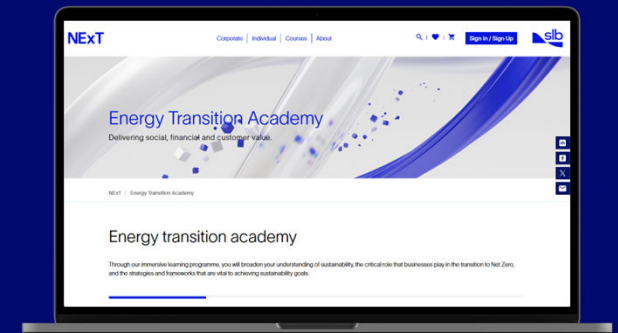 NExT
Corporate | Individual | Courses | About
Sign In / Sign Up
slb
Energy Transition Academy
Delivering social, financial and customer value.
NExT / Energy Transition Academy
Energy transition academy
Through our immersive learning programme, you will broaden your understanding of sustainability, the critical role that businesses play in the transition to Net Zero,
and the strategies and frameworks that are vital to achieving sustainability goals.